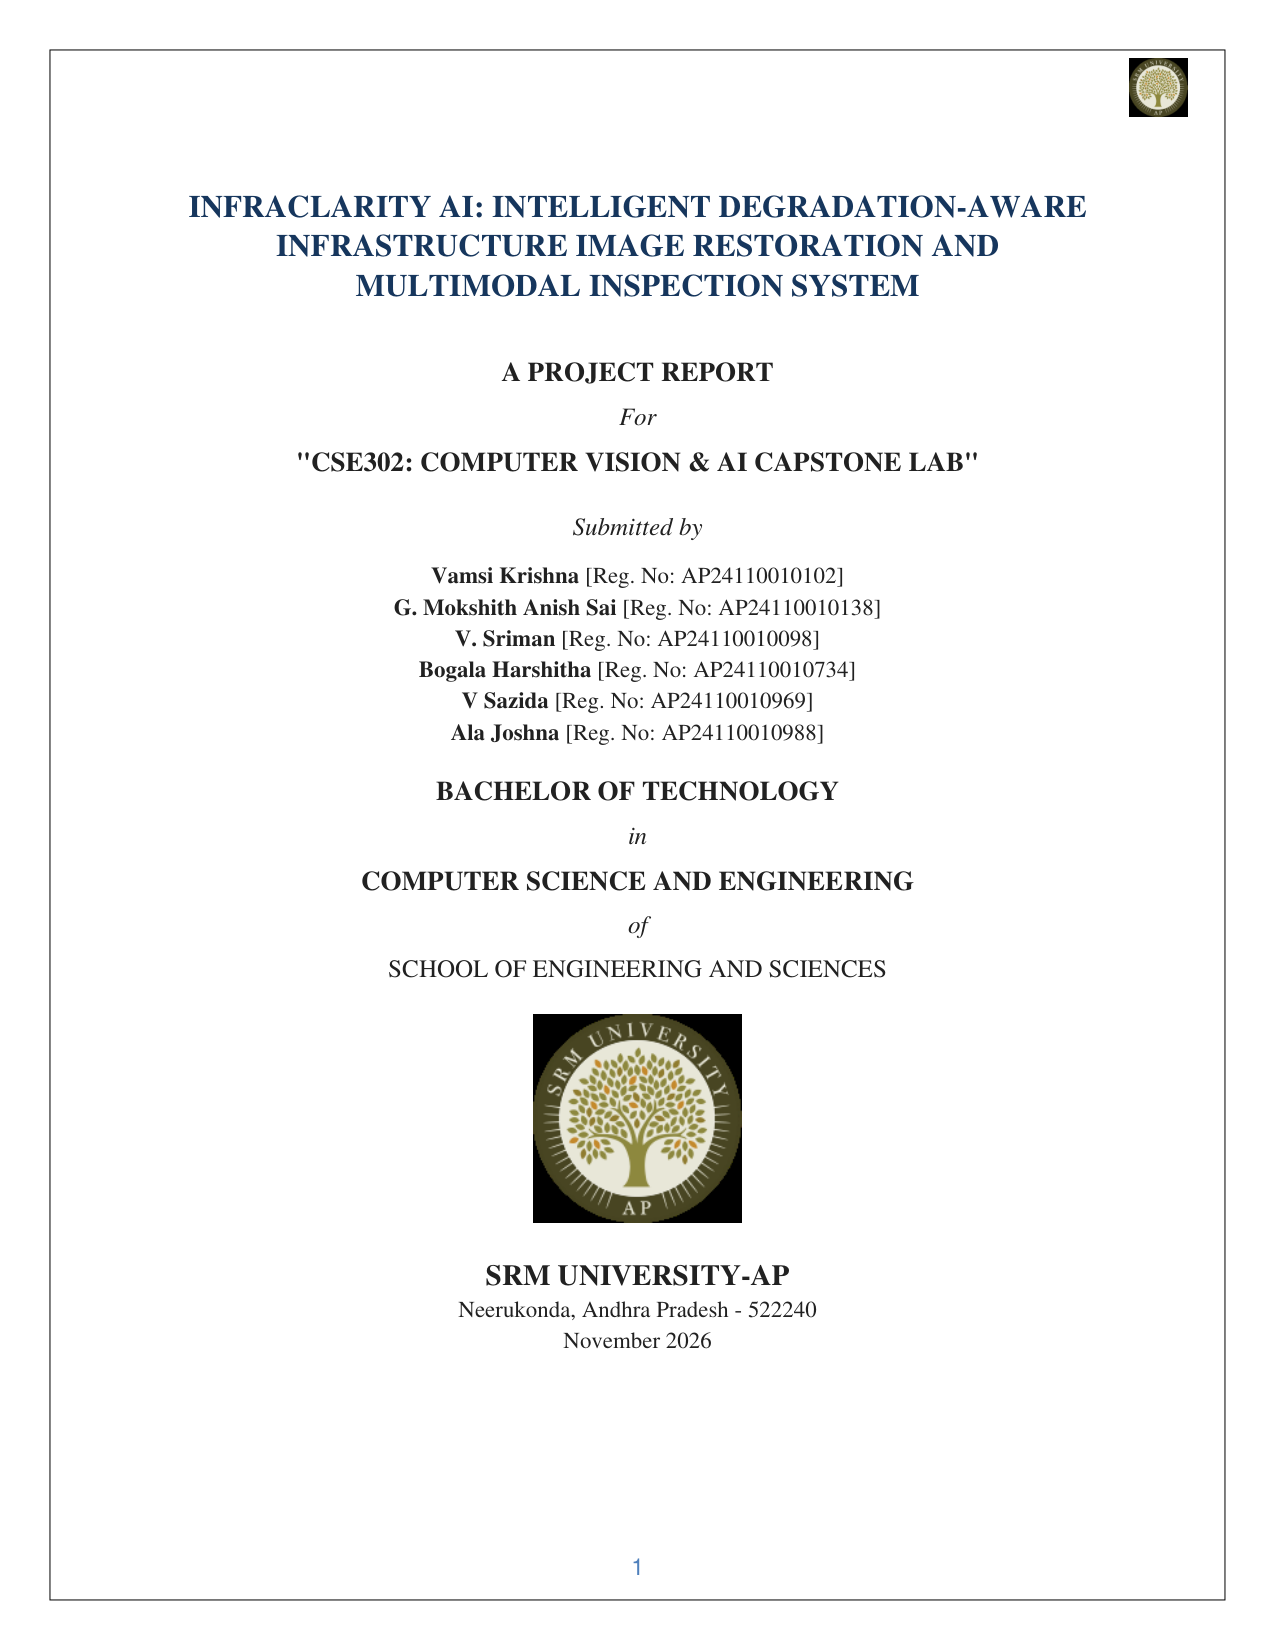 SRM UNIVERSITY
AP
INFRACLARITY AI: INTELLIGENT DEGRADATION-AWARE
INFRASTRUCTURE IMAGE RESTORATION AND
MULTIMODAL INSPECTION SYSTEM
A PROJECT REPORT
For
"CSE302: COMPUTER VISION & AI CAPSTONE LAB"
Submitted by
Vamsi Krishna [Reg. No: AP24110010102]
G. Mokshith Anish Sai [Reg. No: AP24110010138]
V. Sriman [Reg. No: AP24110010098]
Bogala Harshitha [Reg. No: AP24110010734]
V Sazida [Reg. No: AP24110010969]
Ala Joshna [Reg. No: AP24110010988]
BACHELOR OF TECHNOLOGY
in
COMPUTER SCIENCE AND ENGINEERING
of
SCHOOL OF ENGINEERING AND SCIENCES
SRM UNIVERSITY
AP
SRM UNIVERSITY-AP
Neerukonda, Andhra Pradesh - 522240
November 2026
1